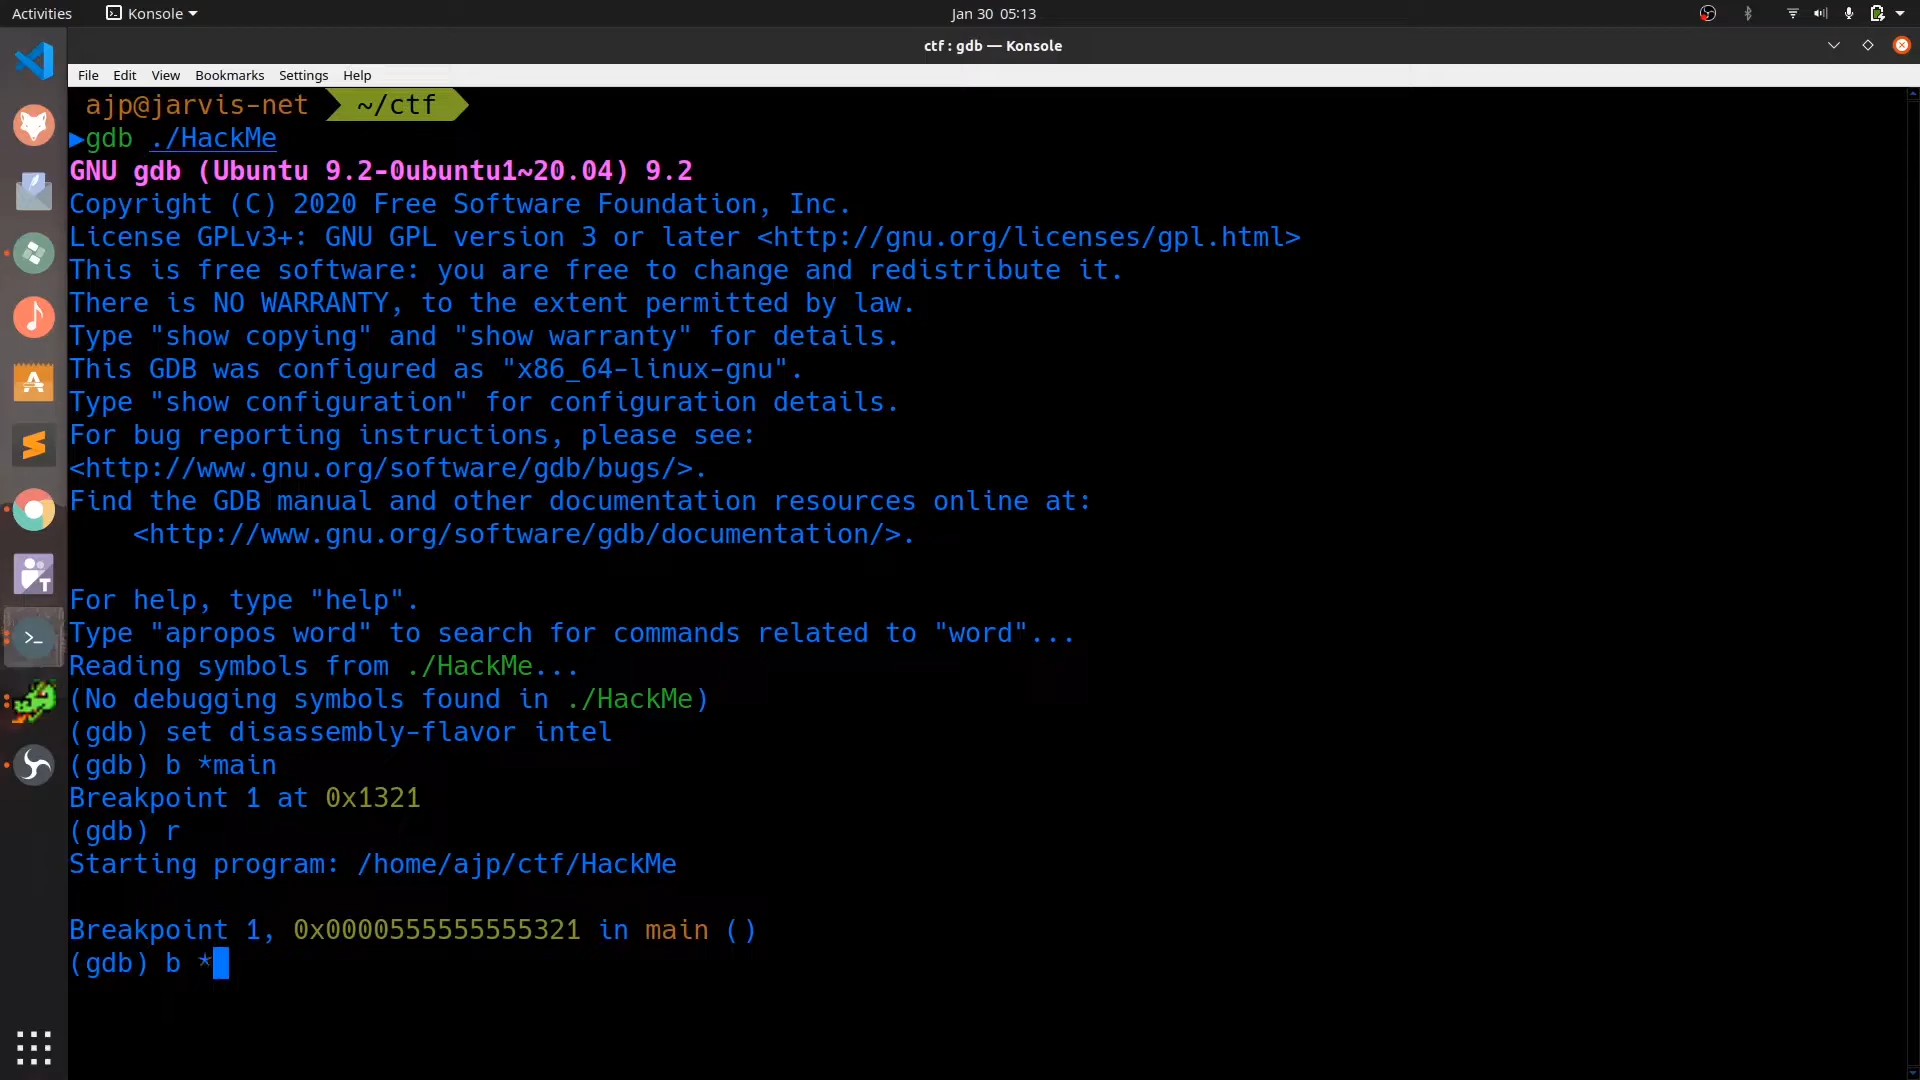 Activities Konsole Jan 30 05:13
ctf : gdb — Konsole
File Edit View Bookmarks Settings Help
ajp@jarvis-net ~/ctf
gdb ./HackMe
GNU gdb (Ubuntu 9.2-0ubuntu1~20.04) 9.2
Copyright (C) 2020 Free Software Foundation, Inc.
License GPLv3+: GNU GPL version 3 or later <http://gnu.org/licenses/gpl.html>
This is free software: you are free to change and redistribute it.
There is NO WARRANTY, to the extent permitted by law.
Type "show copying" and "show warranty" for details.
This GDB was configured as "x86_64-linux-gnu".
Type "show configuration" for configuration details.
For bug reporting instructions, please see:
<http://www.gnu.org/software/gdb/bugs/>.
Find the GDB manual and other documentation resources online at:
<http://www.gnu.org/software/gdb/documentation/>.
For help, type "help".
Type "apropos word" to search for commands related to "word"...
Reading symbols from ./HackMe...
(No debugging symbols found in ./HackMe)
(gdb) set disassembly-flavor intel
(gdb) b *main
Breakpoint 1 at 0x1321
(gdb) r
Starting program: /home/ajp/ctf/HackMe
Breakpoint 1, 0x0000555555555321 in main ()
(gdb) b *